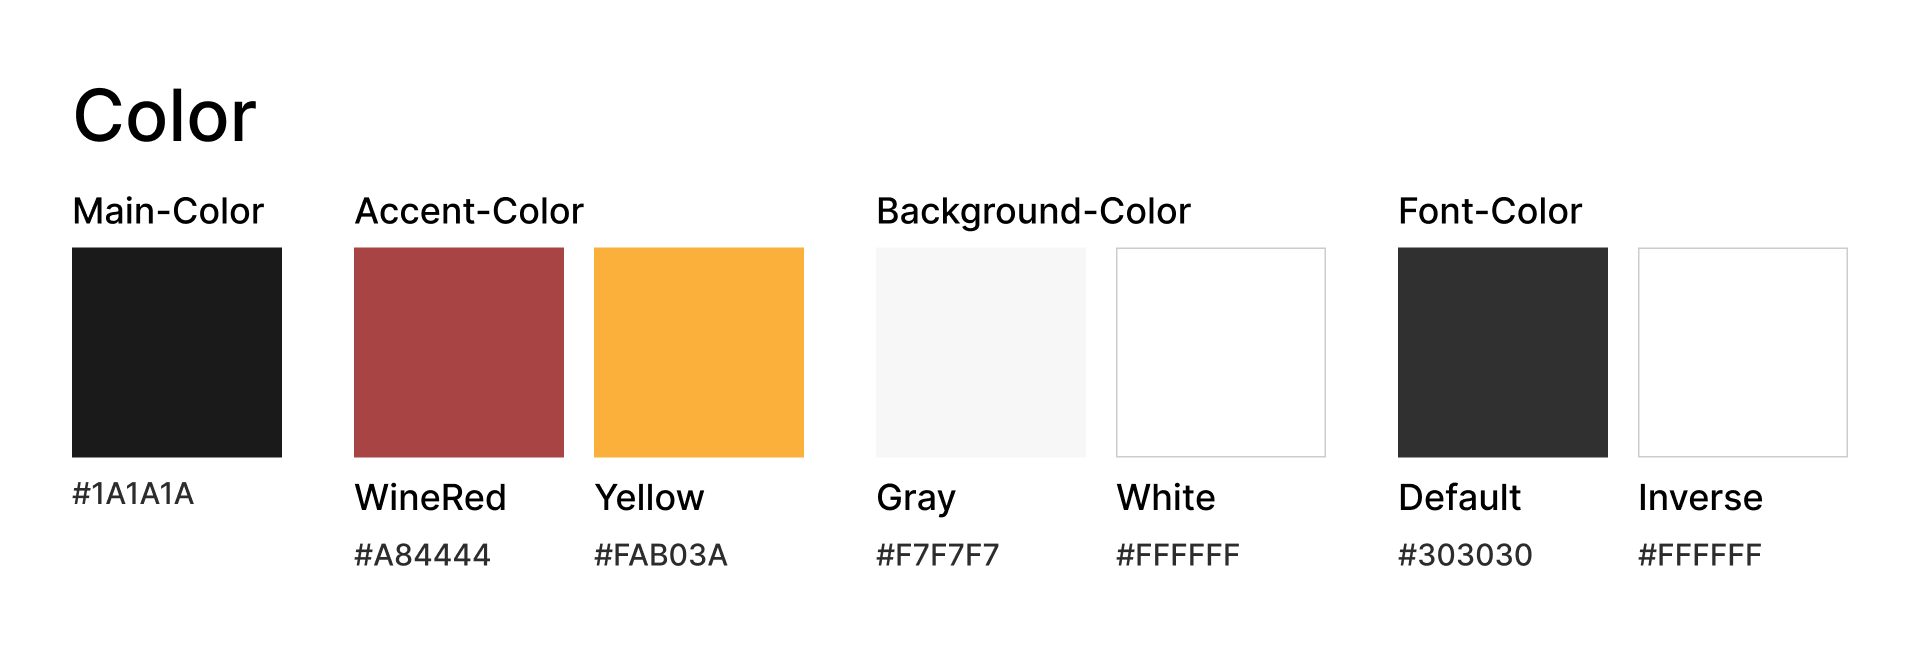 Color
Main-Color
Accent-Color
Background-Color
Font-Color
#1A1A1A
WineRed
Yellow
Gray
White
Default
Inverse
#A84444
#FAB03A
#F7F7F7
#FFFFFF
#303030
#FFFFFF